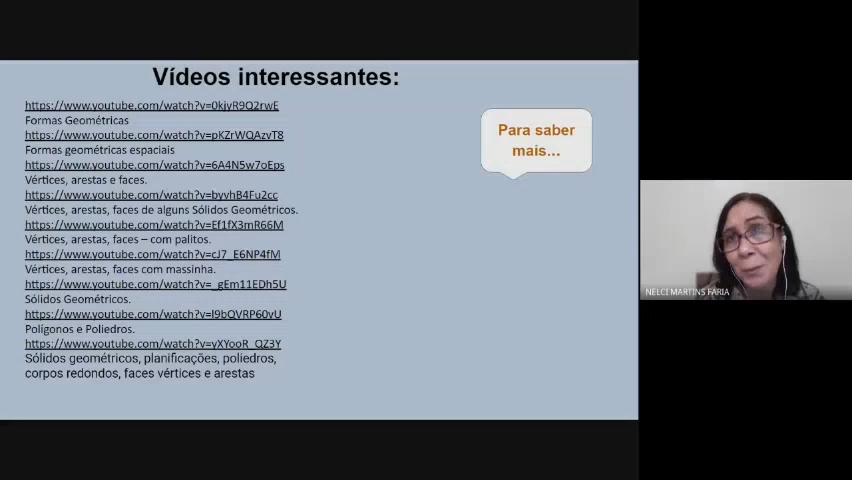 Vídeos interessantes:
https://www.youtube.com/watch?v=0kjyR9Q2rwE
Formas Geométricas
https://www.youtube.com/watch?v=pKZrWQAzvT8
Formas geométricas espaciais
https://www.youtube.com/watch?v=6A4N5w7oEps
Vértices, arestas e faces.
https://www.youtube.com/watch?v=byvhB4Fu2cc
Vértices, arestas, faces de alguns Sólidos Geométricos.
https://www.youtube.com/watch?v=Ef1fX3mR66M
Vértices, arestas, faces – com palitos.
https://www.youtube.com/watch?v=cJ7_E6NP4fM
Vértices, arestas, faces com massinha.
https://www.youtube.com/watch?v=_gEm11EDh5U
Sólidos Geométricos.
https://www.youtube.com/watch?v=l9bQVRP60vU
Polígonos e Poliedros.
https://www.youtube.com/watch?v=yXYooR_QZ3Y
Sólidos geométricos, planificações, poliedros,
corpos redondos, faces vértices e arestas
Para saber
mais...
NELCI MARTINS FARIA